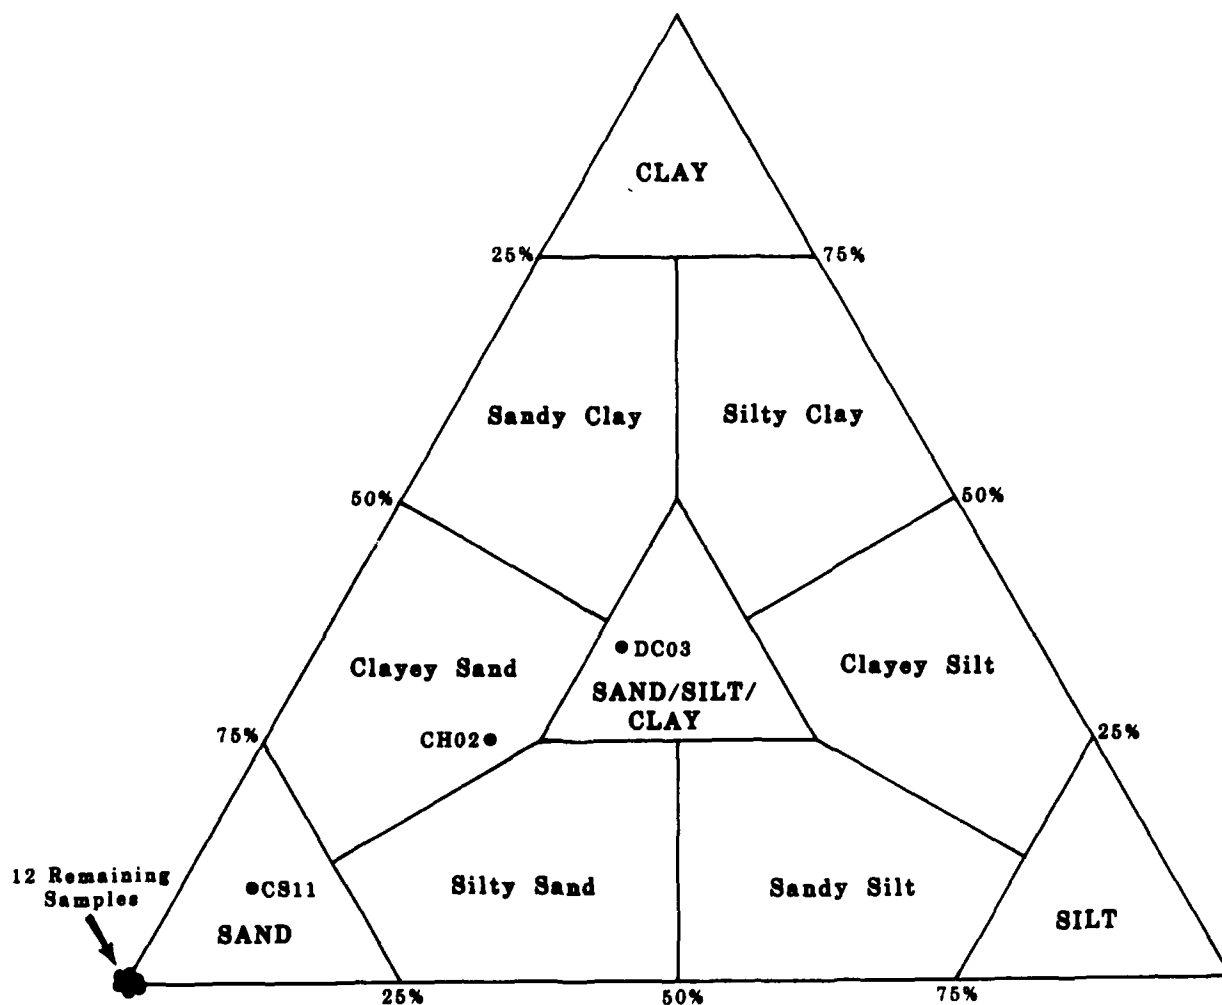 CLAY
25%
75%
Sandy Clay
Silty Clay
50%
50%
DC03
Clayey Sand
Clayey Silt
SAND/SILT/
CLAY
75%
CH02
25%
12 Remaining
Samples
CS11
Silty Sand
Sandy Silt
SAND
SILT
25%
50%
75%